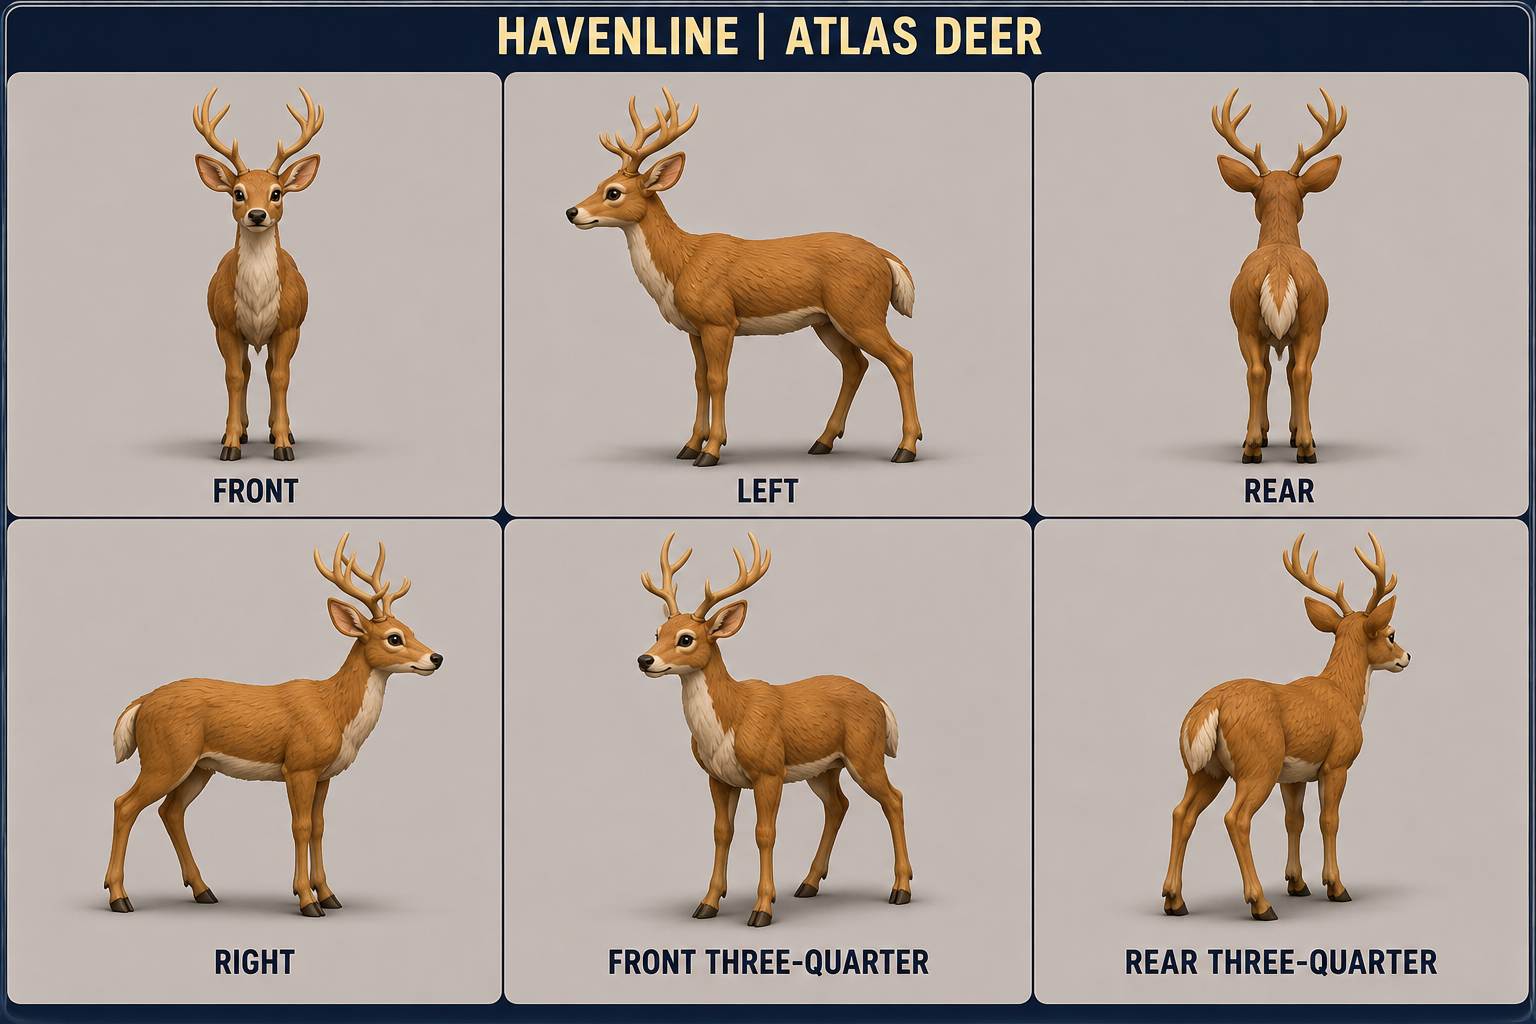 HAVENLINE | ATLAS DEER
FRONT
LEFT
REAR
RIGHT
FRONT THREE-QUARTER
REAR THREE-QUARTER